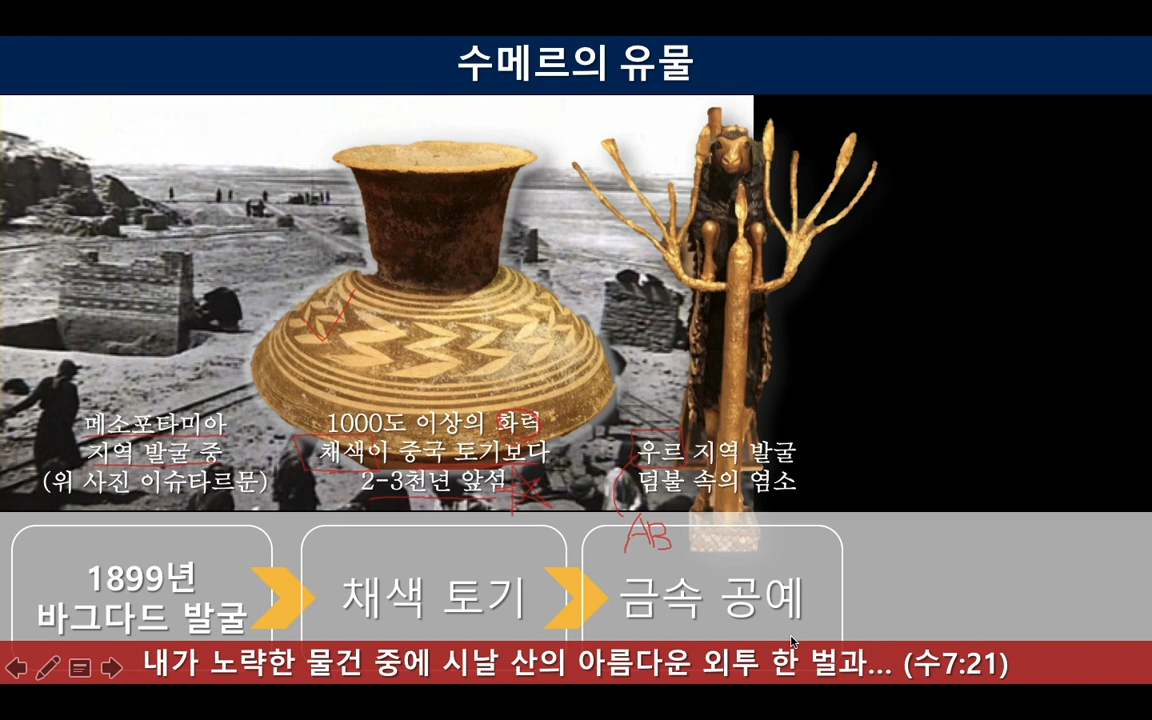 수메르의 유물
메소포타미아
지역 발굴 중
(위 사진 이슈타르문)
1000도 이상의 화력
채색이 중국 토기보다
2-3천년 앞섬
우르 지역 발굴
덤불 속의 염소
AB
1899년
바그다드 발굴
채색 토기
금속 공예
내가 노략한 물건 중에 시날 산의 아름다운 외투 한 벌과... (수7:21)